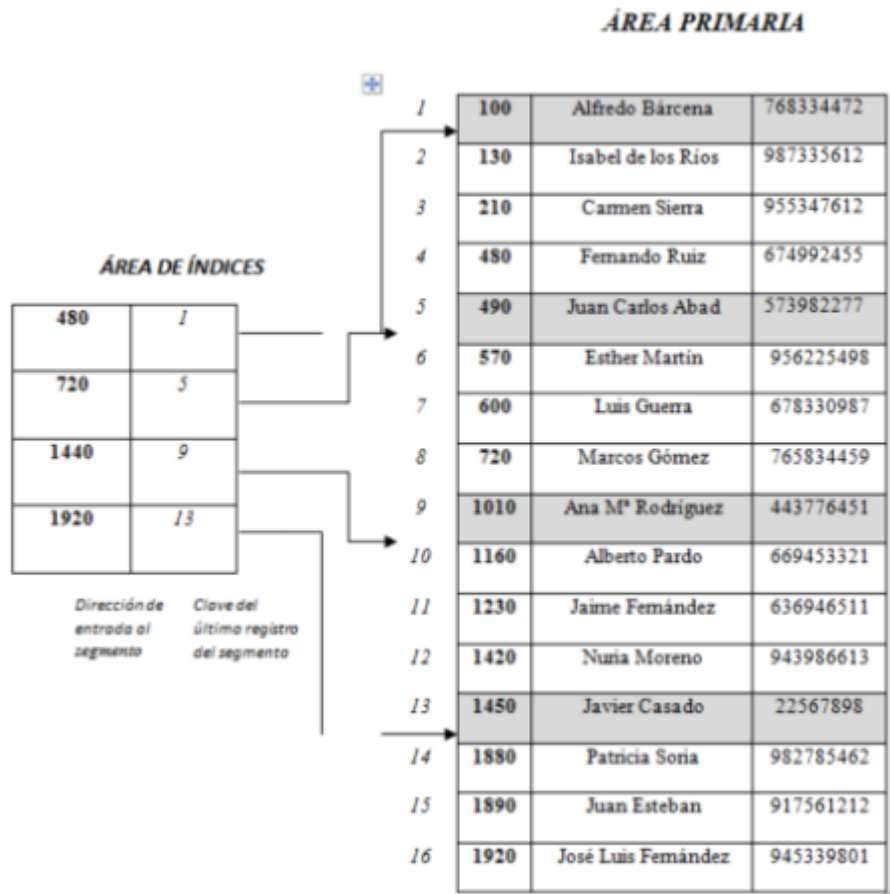 ÁREA PRIMARIA
1 100 Alfredo Bárcena 768334472
2 130 Isabel de los Ríos 987335612
3 210 Carmen Sierra 955347612
4 480 Fernando Ruiz 674992455
5 490 Juan Carlos Abad 573982277
6 570 Esther Martín 956225498
7 600 Luis Guerra 678330987
8 720 Marcos Gómez 765834459
9 1010 Ana Mª Rodríguez 443776451
10 1160 Alberto Pardo 669453321
11 1230 Jaime Fernández 636946511
12 1420 Nuria Moreno 943986613
13 1450 Javier Casado 22567898
14 1880 Patricia Soria 982785462
15 1890 Juan Esteban 917561212
16 1920 José Luis Fernández 945339801
ÁREA DE ÍNDICES
480 1
720 5
1440 9
1920 13
Dirección de
entrada al
segmento
Clave del
último registro
del segmento